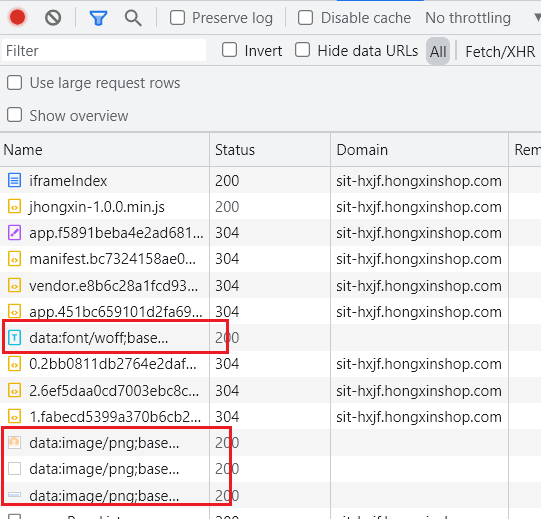 Preserve log Disable cache No throttling
Filter Invert Hide data URLs All Fetch/XHR
Use large request rows
Show overview
Name Status Domain Rem
iframeIndex 200 sit-hxjf.hongxinshop.com
jhongxin-1.0.0.min.js 200 sit-hxjf.hongxinshop.com
app.f5891beba4e2ad681... 304 sit-hxjf.hongxinshop.com
manifest.bc7324158ae0... 304 sit-hxjf.hongxinshop.com
vendor.e8b6c28a1fcd93... 304 sit-hxjf.hongxinshop.com
app.451bc659101d2fa69... 304 sit-hxjf.hongxinshop.com
data:font/woff;base... 200
0.2bb0811db2764e2daf... 304 sit-hxjf.hongxinshop.com
2.6ef5daa0cd7003ebc8c... 304 sit-hxjf.hongxinshop.com
1.fabecd5399a370b6cb2... 304 sit-hxjf.hongxinshop.com
data:image/png;base... 200
data:image/png;base... 200
data:image/png;base... 200